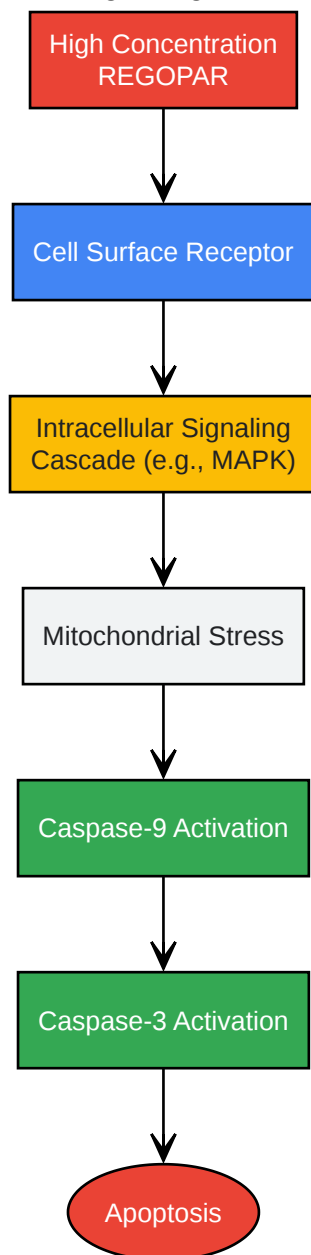 High Concentration
REGOPAR
Cell Surface Receptor
Intracellular Signaling
Cascade (e.g., MAPK)
Mitochondrial Stress
Caspase-9 Activation
Caspase-3 Activation
Apoptosis